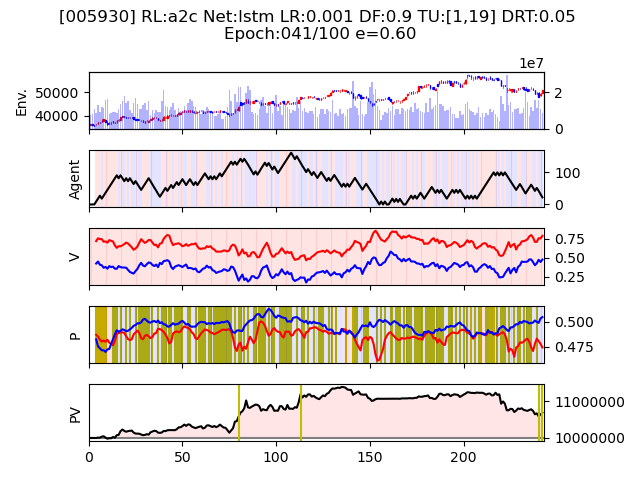 [005930] RL:a2c Net:lstm LR:0.001 DF:0.9 TU:[1,19] DRT:0.05
Epoch:041/100 e=0.60
1e7
Env.
50000
40000
2
0
Agent
100
0
V
0.75
0.50
0.25
P
0.500
0.475
PV
11000000
10000000
0
50
100
150
200